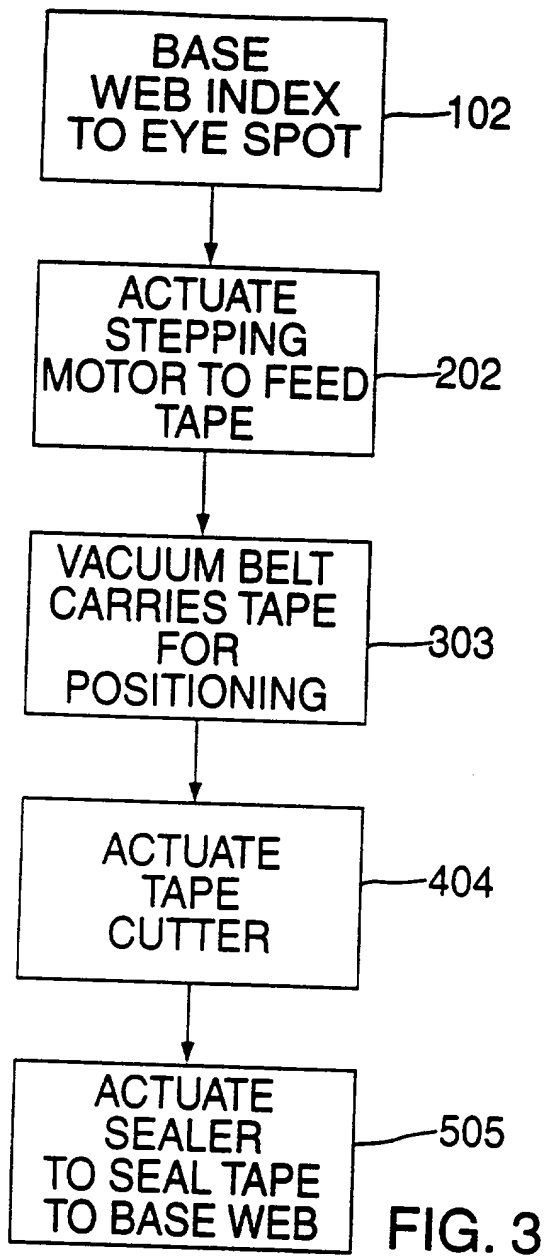 BASE
WEB INDEX
TO EYE SPOT
102
ACTUATE
STEPPING
MOTOR TO FEED
TAPE
202
VACUUM BELT
CARRIES TAPE
FOR
POSITIONING
303
ACTUATE
TAPE
CUTTER
404
ACTUATE
SEALER
TO SEAL TAPE
TO BASE WEB
505
FIG. 3